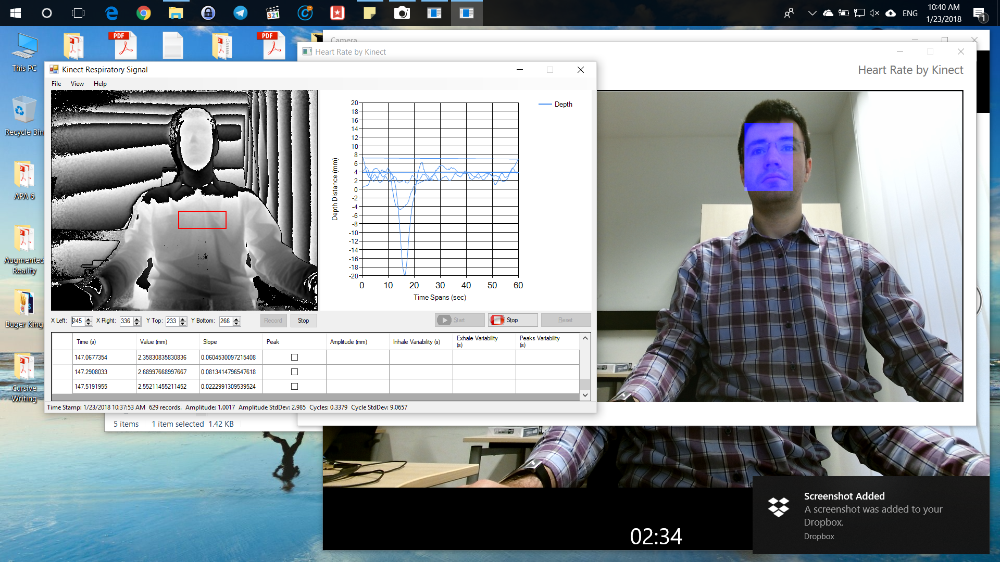 ENG
10:40 AM
1/23/2018
1
321
PDF
PDF
This PC
Recycle Bin
APA 6
Augmented
Reality
Buger King
Cursive
Writing
Camera
Heart Rate by Kinect
Heart Rate by Kinect
Kinect Respiratory Signal
File View Help
Depth
20
18
16
14
12
10
8
6
4
2
0
-2
-4
-6
-8
-10
-12
-14
-16
-18
-20
Depth Distance (mm)
0 10 20 30 40 50 60
Time Spans (sec)
X Left: 245 X Right: 336 Y Top: 233 Y Bottom: 266 Record Stop
Start Stop Reset
Time (s) Value (mm) Slope Peak Amplitude (mm) Inhale Variability (s) Exhale Variability (s) Peaks Variability (s)
147.0677354 2.35830835830836 0.0604530097215408
147.2908033 2.68997668997667 0.0813414796547618
147.5191955 2.55211455211452 0.0222991309539524
Time Stamp: 1/23/2018 10:37:53 AM 629 records. Amplitude: 1.0017 Amplitude StdDev: 2.985 Cycles: 0.3379 Cycle StdDev: 9.0657
5 items 1 item selected 1.42 KB
02:34
Screenshot Added
A screenshot was added to your
Dropbox.
Dropbox